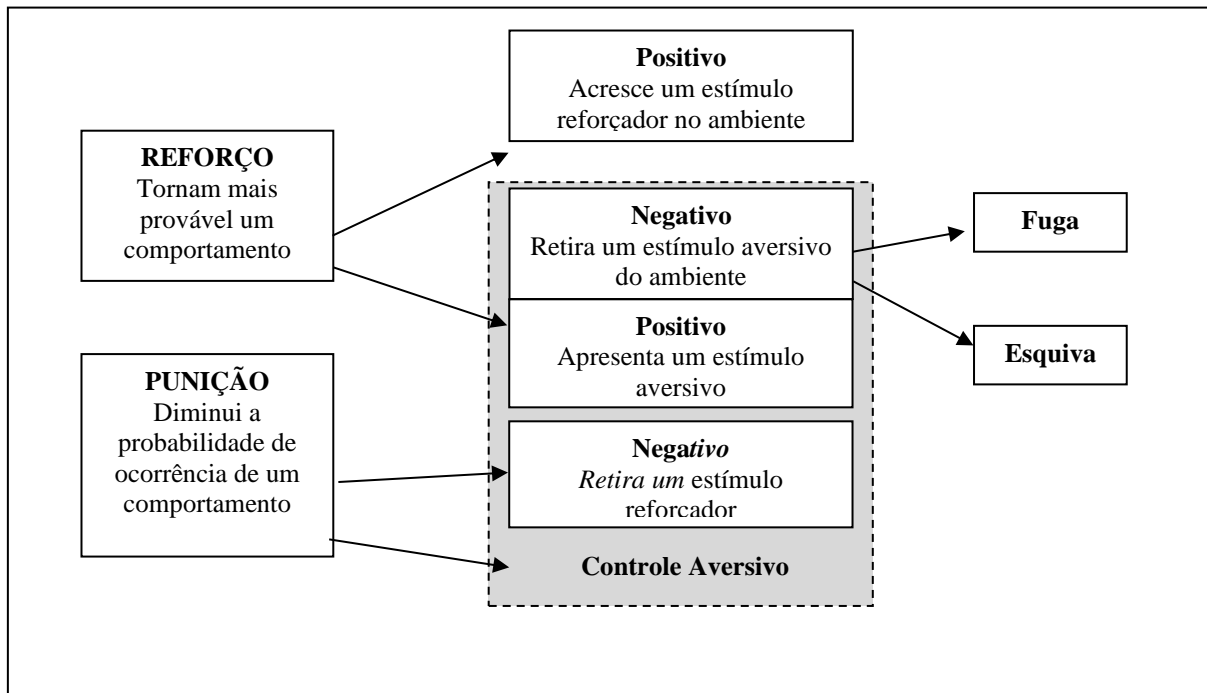 Positivo
Acresce um estímulo
reforçador no ambiente
REFORÇO
Tornam mais
provável um
comportamento
Negativo
Retira um estímulo aversivo
do ambiente
Fuga
Positivo
Apresenta um estímulo
aversivo
Esquiva
PUNIÇÃO
Diminui a
probabilidade de
ocorrência de um
comportamento
Negativo
Retira um estímulo
reforçador
Controle Aversivo